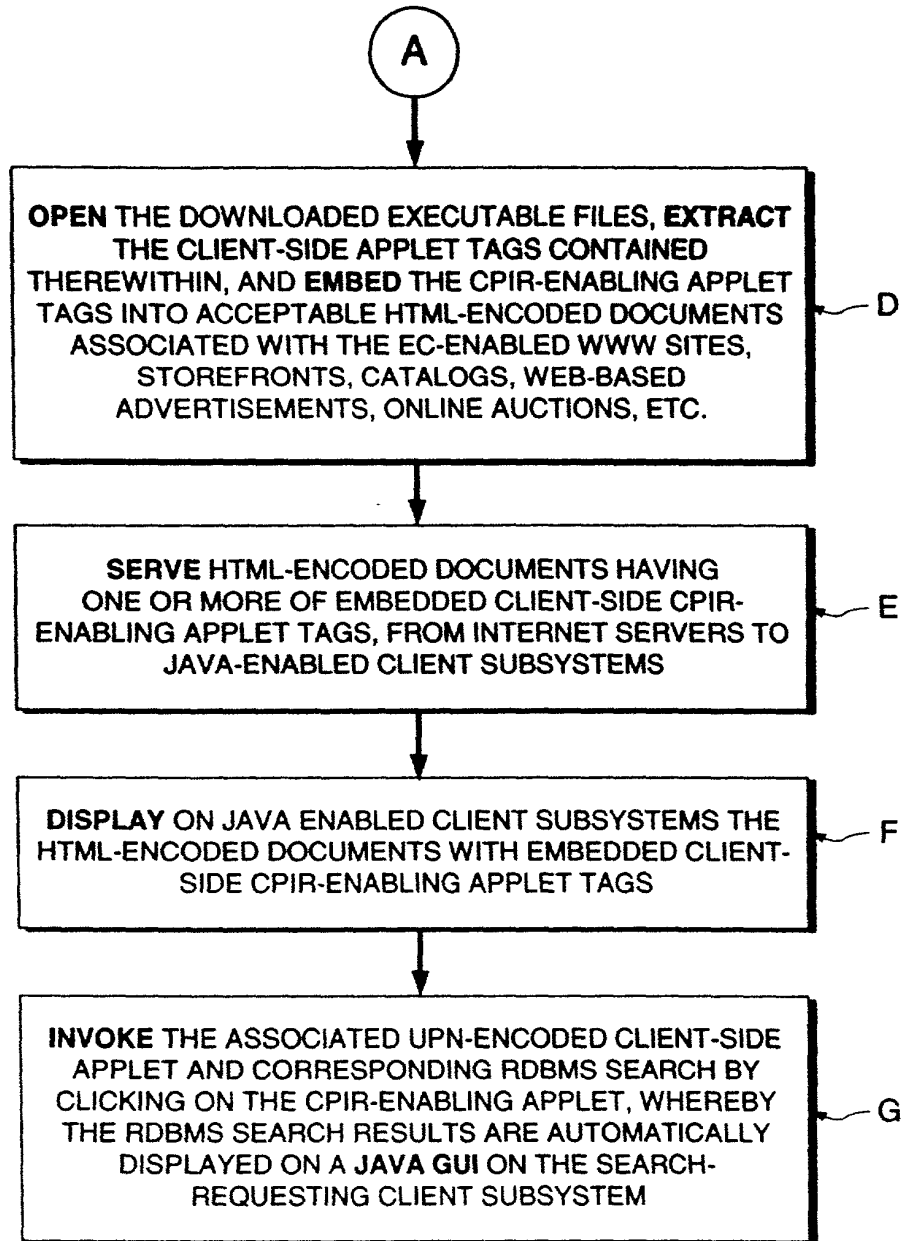 A
OPEN THE DOWNLOADED EXECUTABLE FILES, EXTRACT
THE CLIENT-SIDE APPLET TAGS CONTAINED
THEREWITHIN, AND EMBED THE CPIR-ENABLING APPLET
TAGS INTO ACCEPTABLE HTML-ENCODED DOCUMENTS
ASSOCIATED WITH THE EC-ENABLED WWW SITES,
STOREFRONTS, CATALOGS, WEB-BASED
ADVERTISEMENTS, ONLINE AUCTIONS, ETC.
D
SERVE HTML-ENCODED DOCUMENTS HAVING
ONE OR MORE OF EMBEDDED CLIENT-SIDE CPIR-
ENABLING APPLET TAGS, FROM INTERNET SERVERS TO
JAVA-ENABLED CLIENT SUBSYSTEMS
E
DISPLAY ON JAVA ENABLED CLIENT SUBSYSTEMS THE
HTML-ENCODED DOCUMENTS WITH EMBEDDED CLIENT-
SIDE CPIR-ENABLING APPLET TAGS
F
INVOKE THE ASSOCIATED UPN-ENCODED CLIENT-SIDE
APPLET AND CORRESPONDING RDBMS SEARCH BY
CLICKING ON THE CPIR-ENABLING APPLET, WHEREBY
THE RDBMS SEARCH RESULTS ARE AUTOMATICALLY
DISPLAYED ON A JAVA GUI ON THE SEARCH-
REQUESTING CLIENT SUBSYSTEM
G